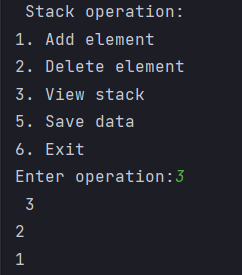 Stack operation:
1. Add element
2. Delete element
3. View stack
5. Save data
6. Exit
Enter operation:3
3
2
1